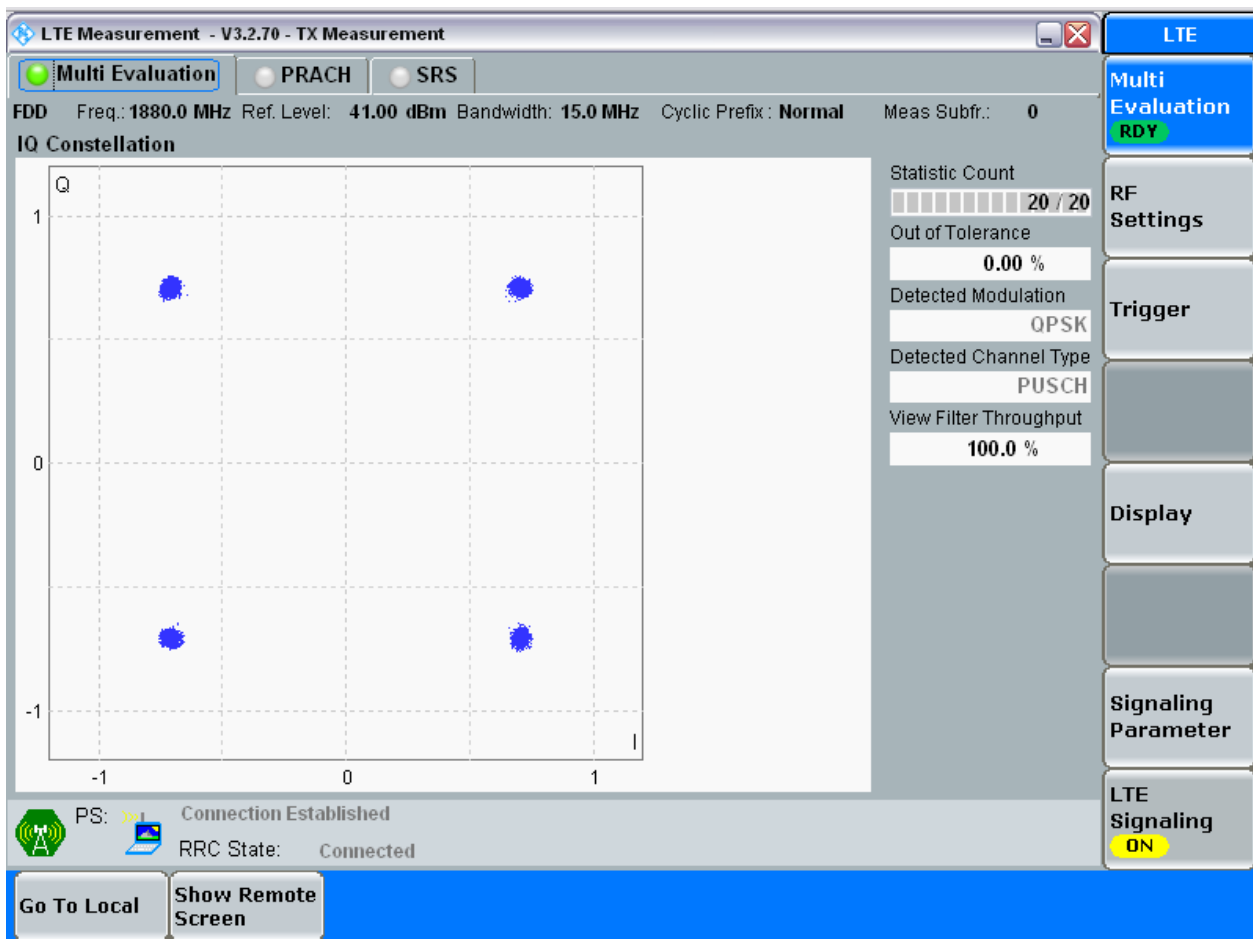 LTE Measurement - V3.2.70 - TX Measurement
LTE
Multi Evaluation PRACH SRS
Multi
Evaluation
RDY
FDD Freq.: 1880.0 MHz Ref. Level: 41.00 dBm Bandwidth: 15.0 MHz Cyclic Prefix : Normal Meas Subfr.: 0
IQ Constellation
Q
1
0
-1
I
-1 0 1
Statistic Count
20 / 20
Out of Tolerance
0.00 %
Detected Modulation
QPSK
Detected Channel Type
PUSCH
View Filter Throughput
100.0 %
RF
Settings
Trigger
Display
Signaling
Parameter
LTE
Signaling
ON
PS: Connection Established
RRC State: Connected
Go To Local
Show Remote
Screen